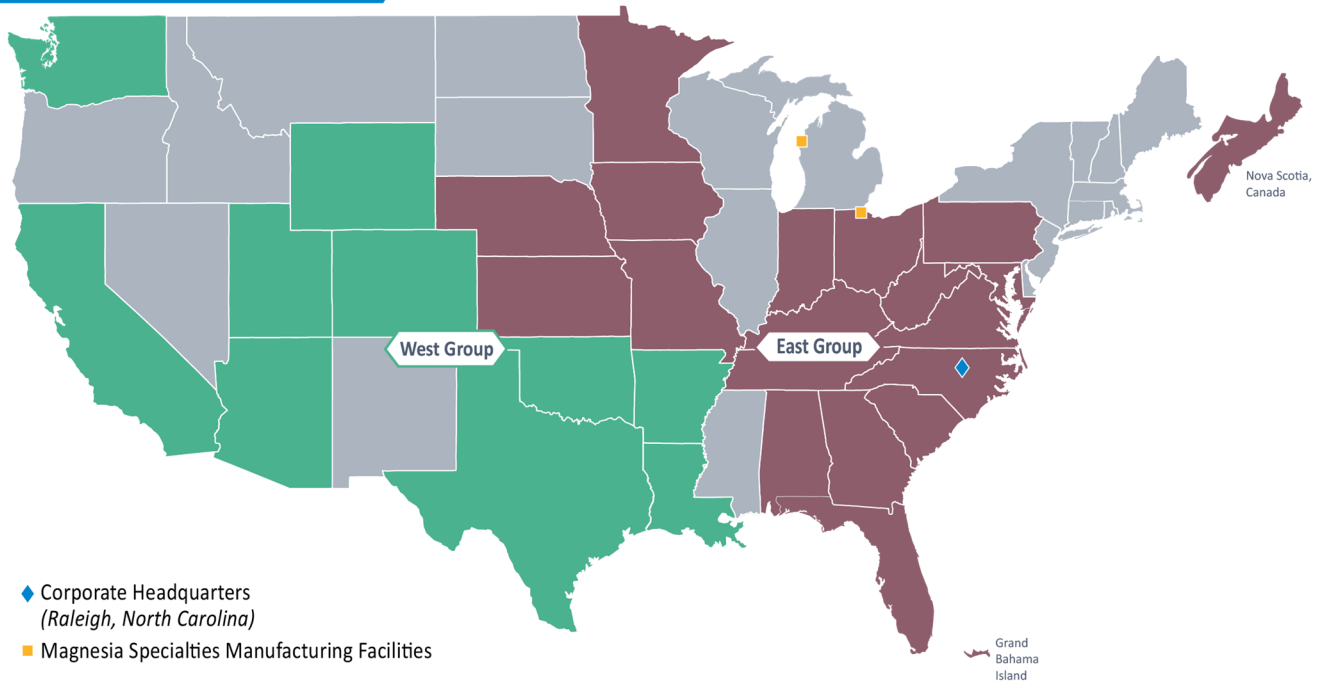 West Group
East Group
Nova Scotia,
Canada
Corporate Headquarters
(Raleigh, North Carolina)
Magnesia Specialties Manufacturing Facilities
Grand
Bahama
Island